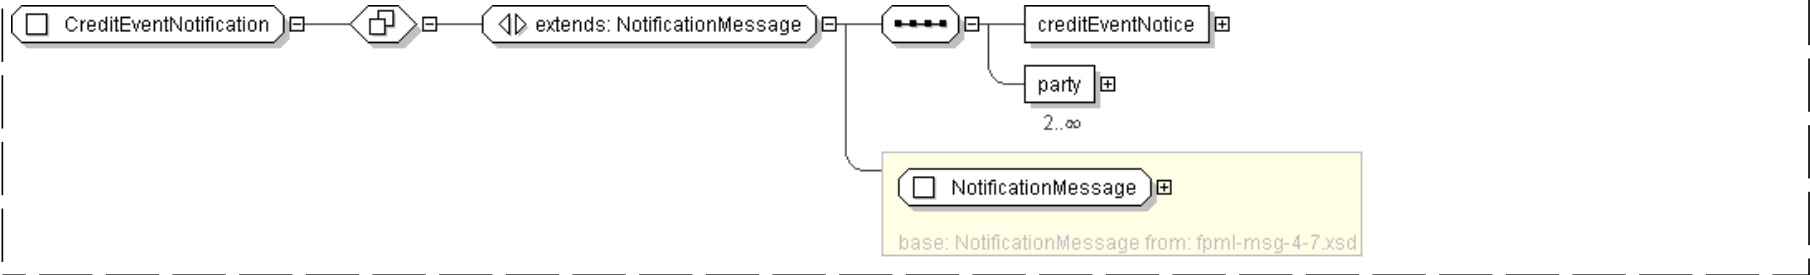 CreditEventNotification extends: NotificationMessage creditEventNotice
party
2..∞
NotificationMessage
base: NotificationMessage from: fpml-msg-4-7.xsd